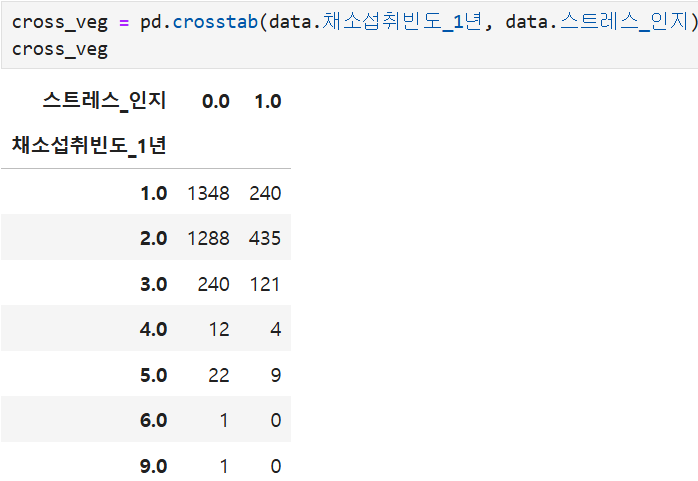 cross_veg = pd.crosstab(data.채소섭취빈도_1년, data.스트레스_인지)
cross_veg
스트레스_인지 0.0 1.0
채소섭취빈도_1년
1.0 1348 240
2.0 1288 435
3.0 240 121
4.0 12 4
5.0 22 9
6.0 1 0
9.0 1 0